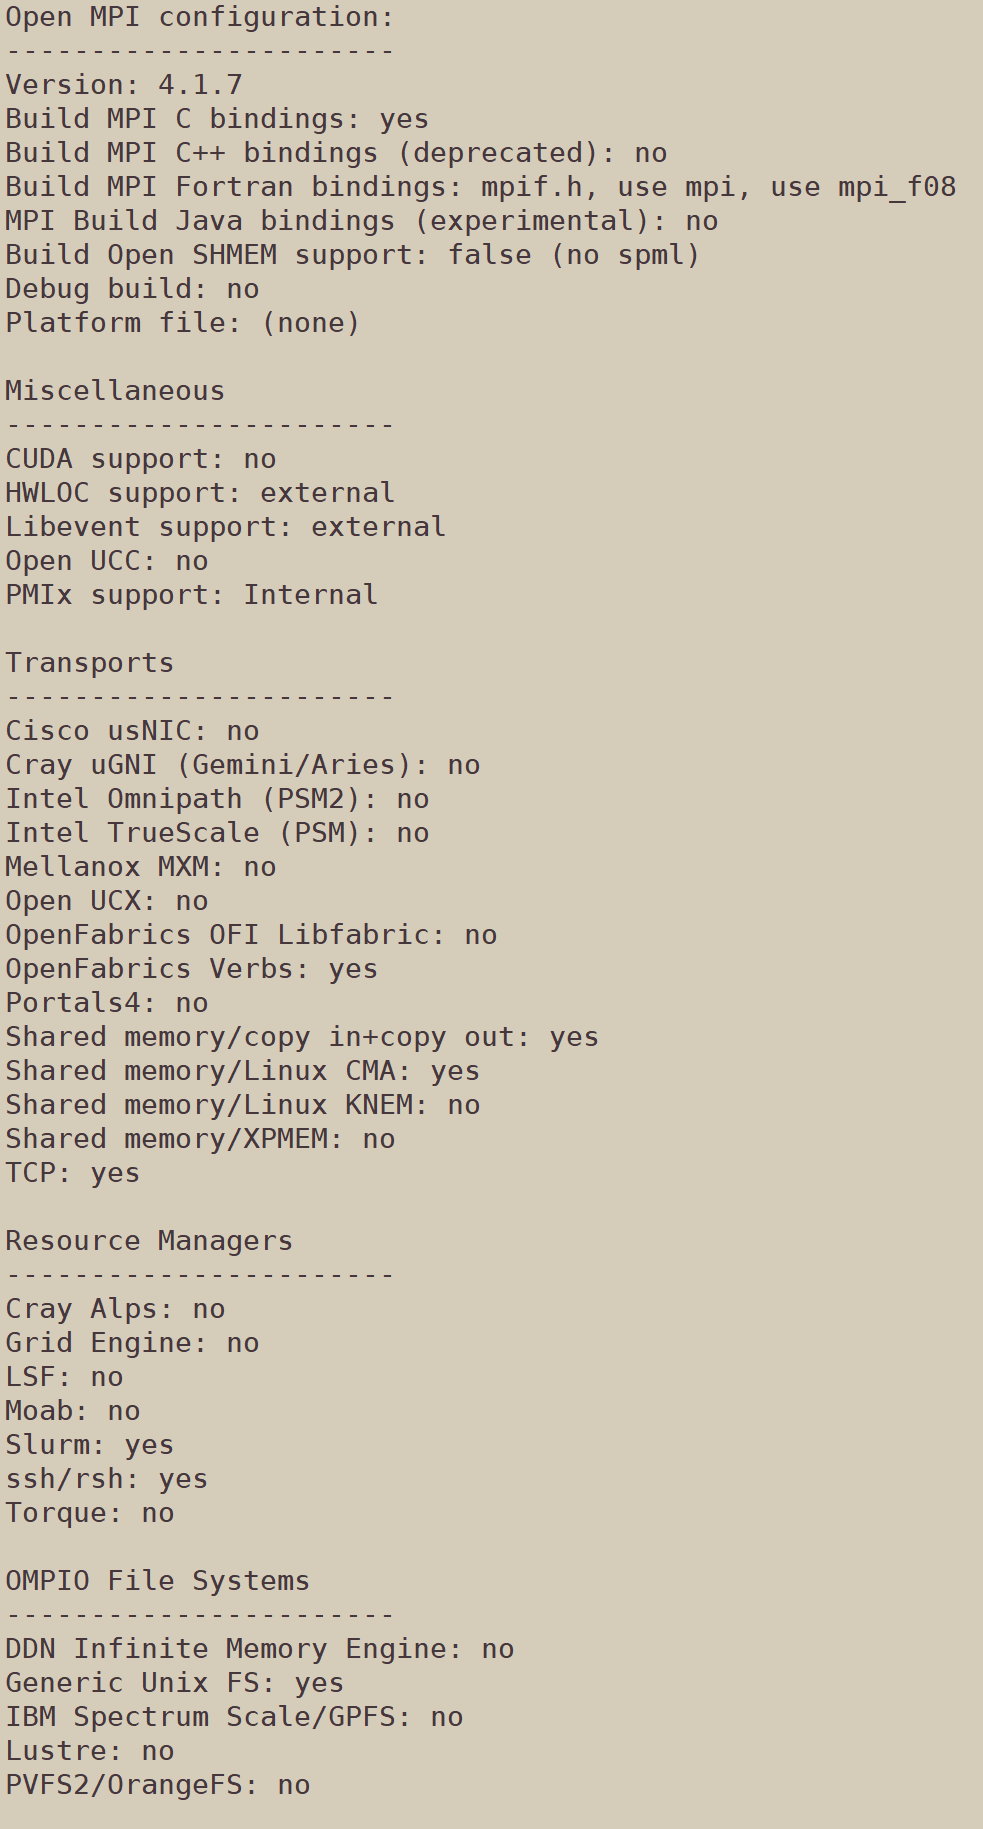 Open MPI configuration:
-----------------------
Version: 4.1.7
Build MPI C bindings: yes
Build MPI C++ bindings (deprecated): no
Build MPI Fortran bindings: mpif.h, use mpi, use mpi_f08
MPI Build Java bindings (experimental): no
Build Open SHMEM support: false (no spml)
Debug build: no
Platform file: (none)

Miscellaneous
-----------------------
CUDA support: no
HWLOC support: external
Libevent support: external
Open UCC: no
PMIx support: Internal

Transports
-----------------------
Cisco usNIC: no
Cray uGNI (Gemini/Aries): no
Intel Omnipath (PSM2): no
Intel TrueScale (PSM): no
Mellanox MXM: no
Open UCX: no
OpenFabrics OFI Libfabric: no
OpenFabrics Verbs: yes
Portals4: no
Shared memory/copy in+copy out: yes
Shared memory/Linux CMA: yes
Shared memory/Linux KNEM: no
Shared memory/XPMEM: no
TCP: yes

Resource Managers
-----------------------
Cray Alps: no
Grid Engine: no
LSF: no
Moab: no
Slurm: yes
ssh/rsh: yes
Torque: no

OMPIO File Systems
-----------------------
DDN Infinite Memory Engine: no
Generic Unix FS: yes
IBM Spectrum Scale/GPFS: no
Lustre: no
PVFS2/OrangeFS: no